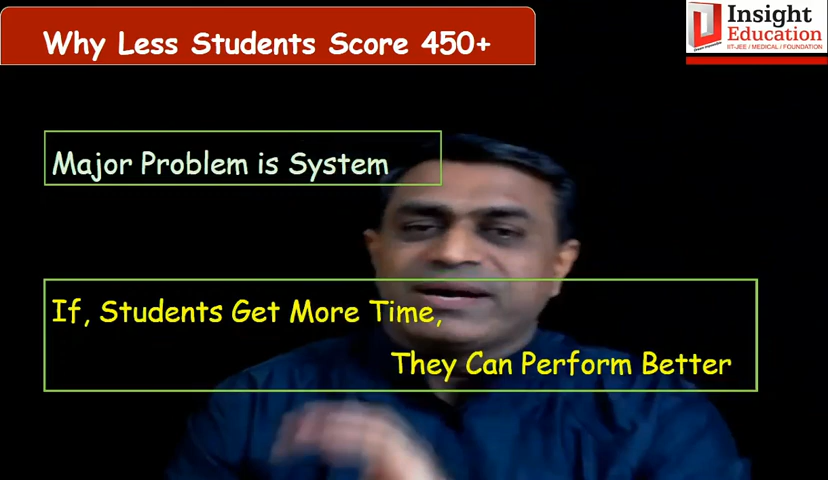 Why Less Students Score 450+
Insight
Education
IIT-JEE / MEDICAL / FOUNDATION
Major Problem is System
If, Students Get More Time,
They Can Perform Better